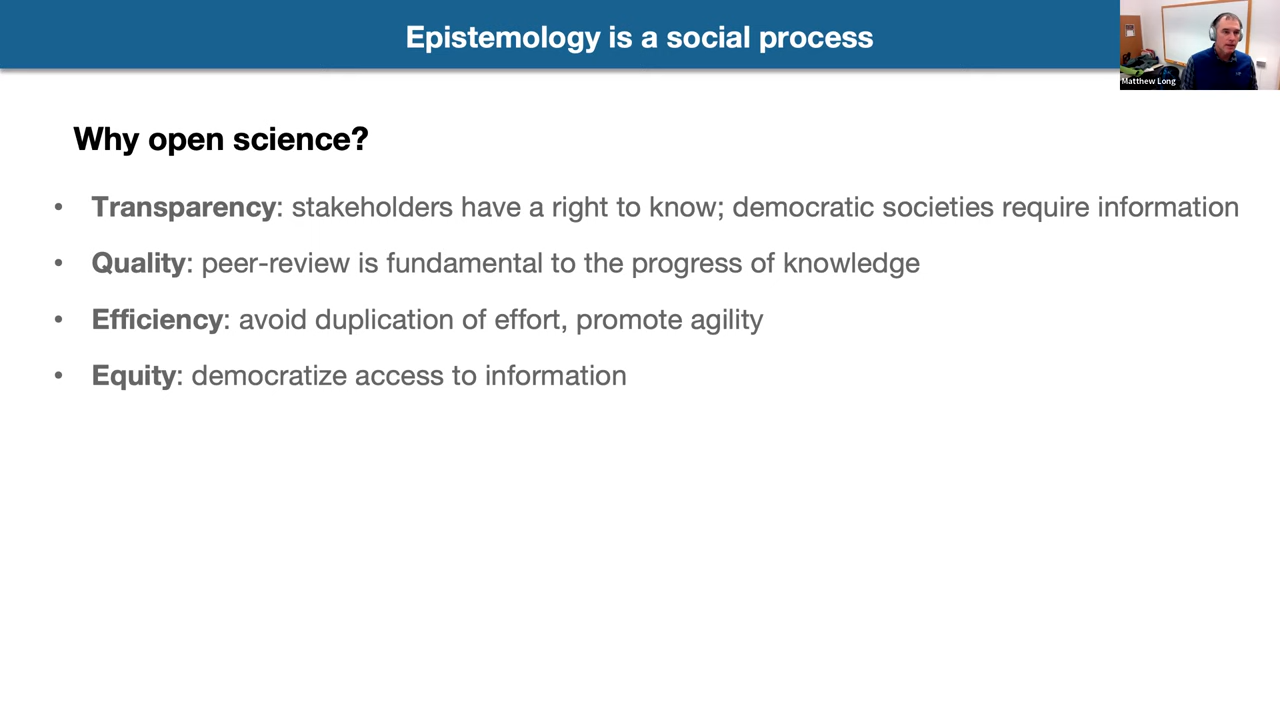 Epistemology is a social process
Matthew Long
Why open science?
• Transparency: stakeholders have a right to know; democratic societies require information
• Quality: peer-review is fundamental to the progress of knowledge
• Efficiency: avoid duplication of effort, promote agility
• Equity: democratize access to information